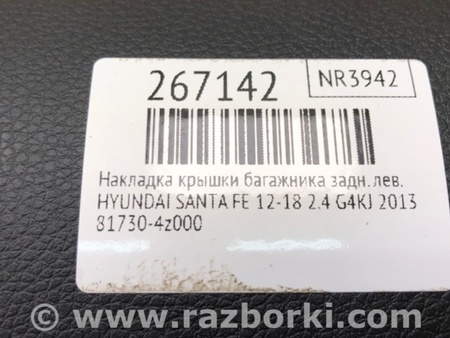 267142
NR3942
Накладка крышки багажника задн.лев.
HYUNDAI SANTA FE 12-18 2.4 G4KJ 2013
81730-4z000
© www.razborki.com